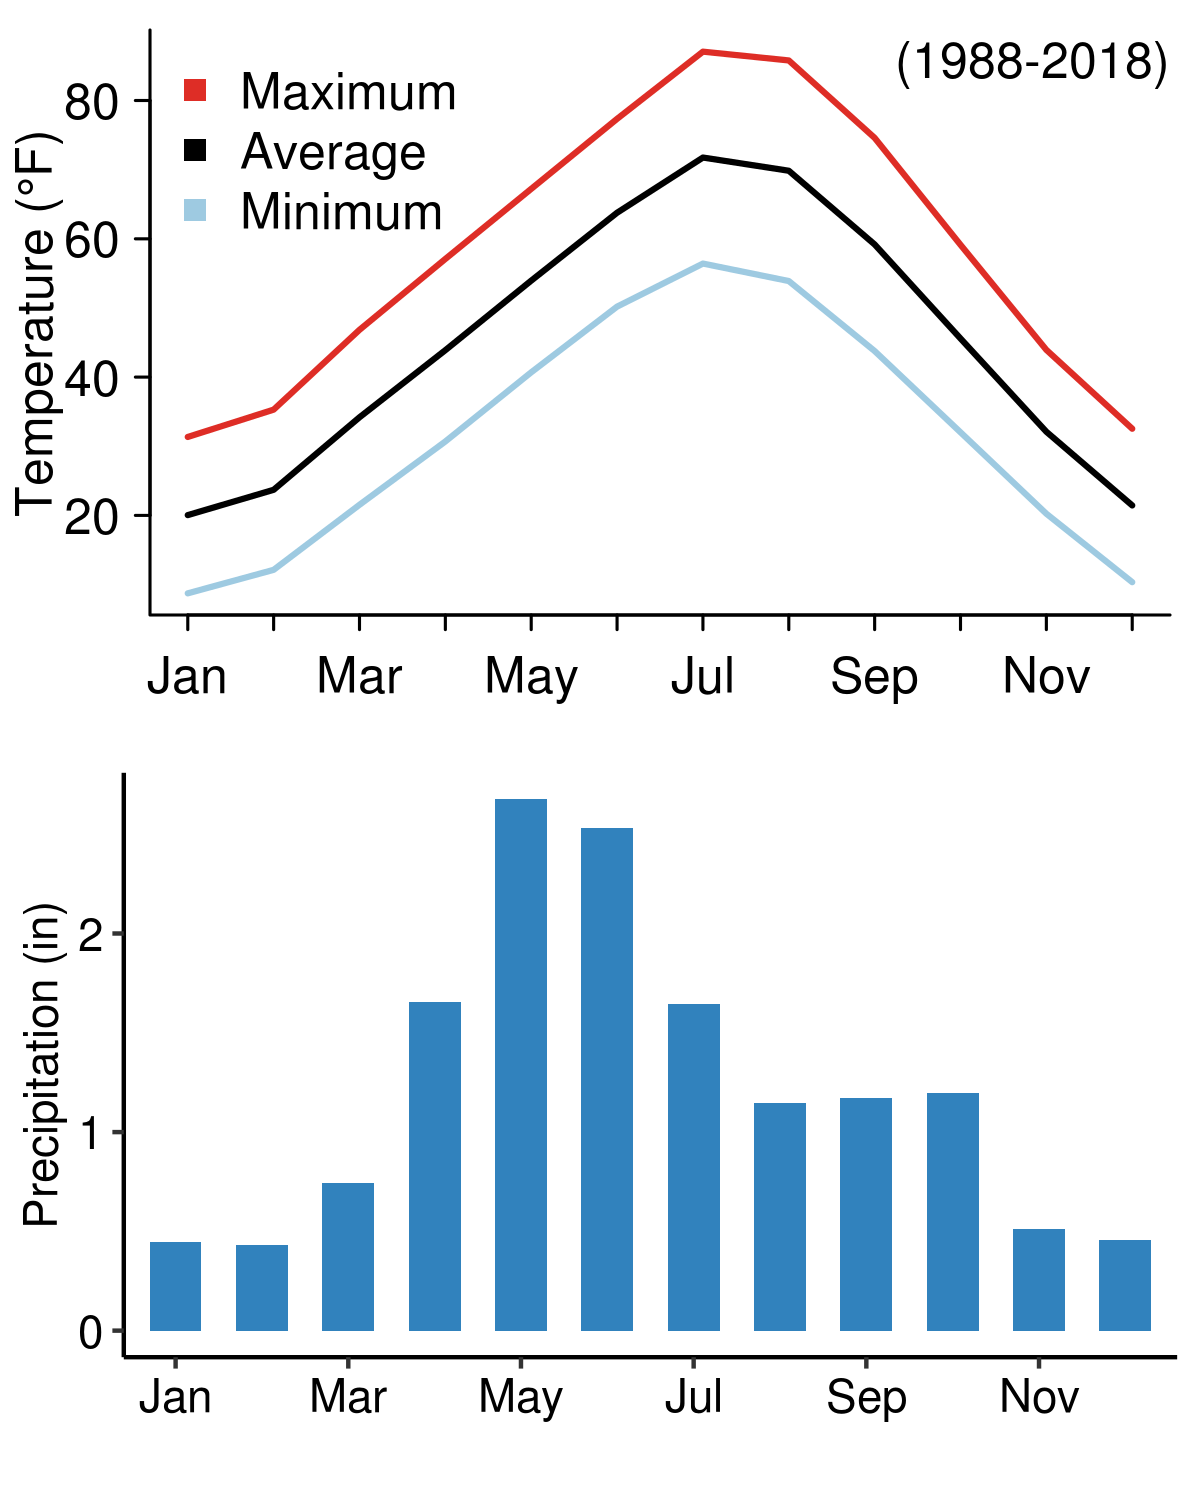 (1988-2018)
Maximum
Average
Minimum
Temperature (°F)
80
60
40
20
Jan Mar May Jul Sep Nov
Precipitation (in)
2
1
0
Jan Mar May Jul Sep Nov